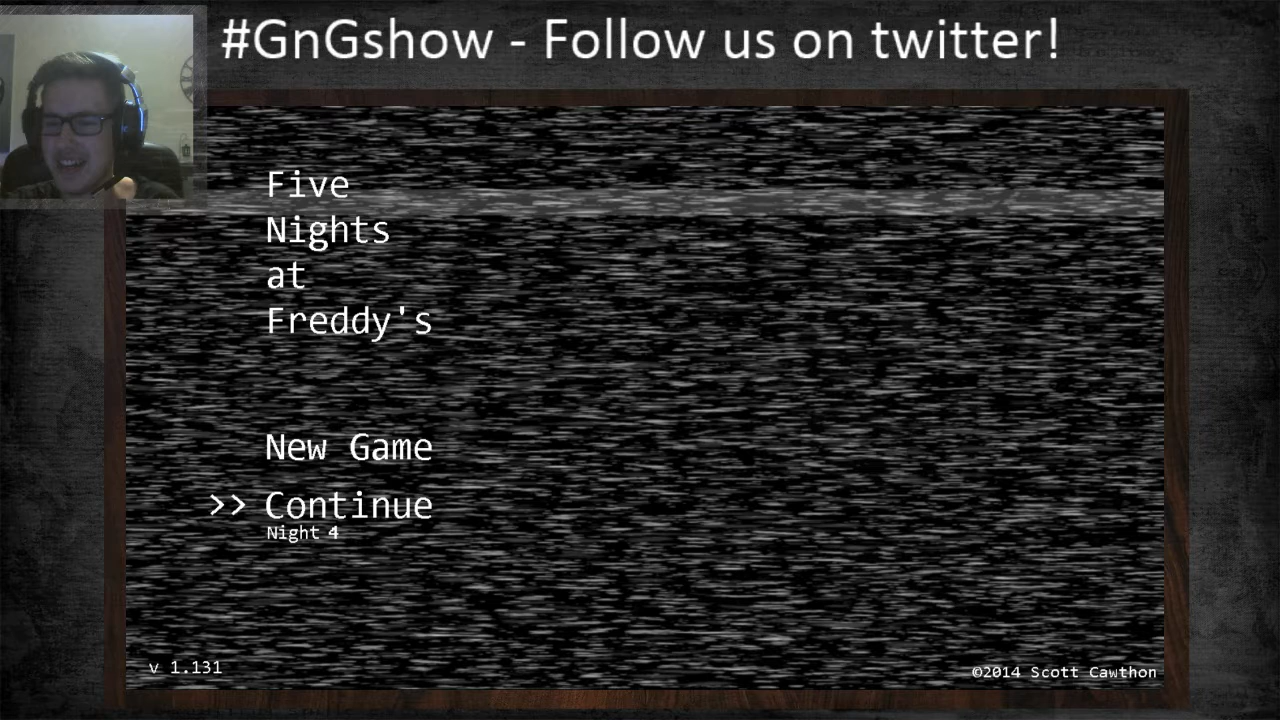 #GnGshow - Follow us on twitter!
Five
Nights
at
Freddy's
New Game
>> Continue
Night 4
v 1.131
©2014 Scott Cawthon